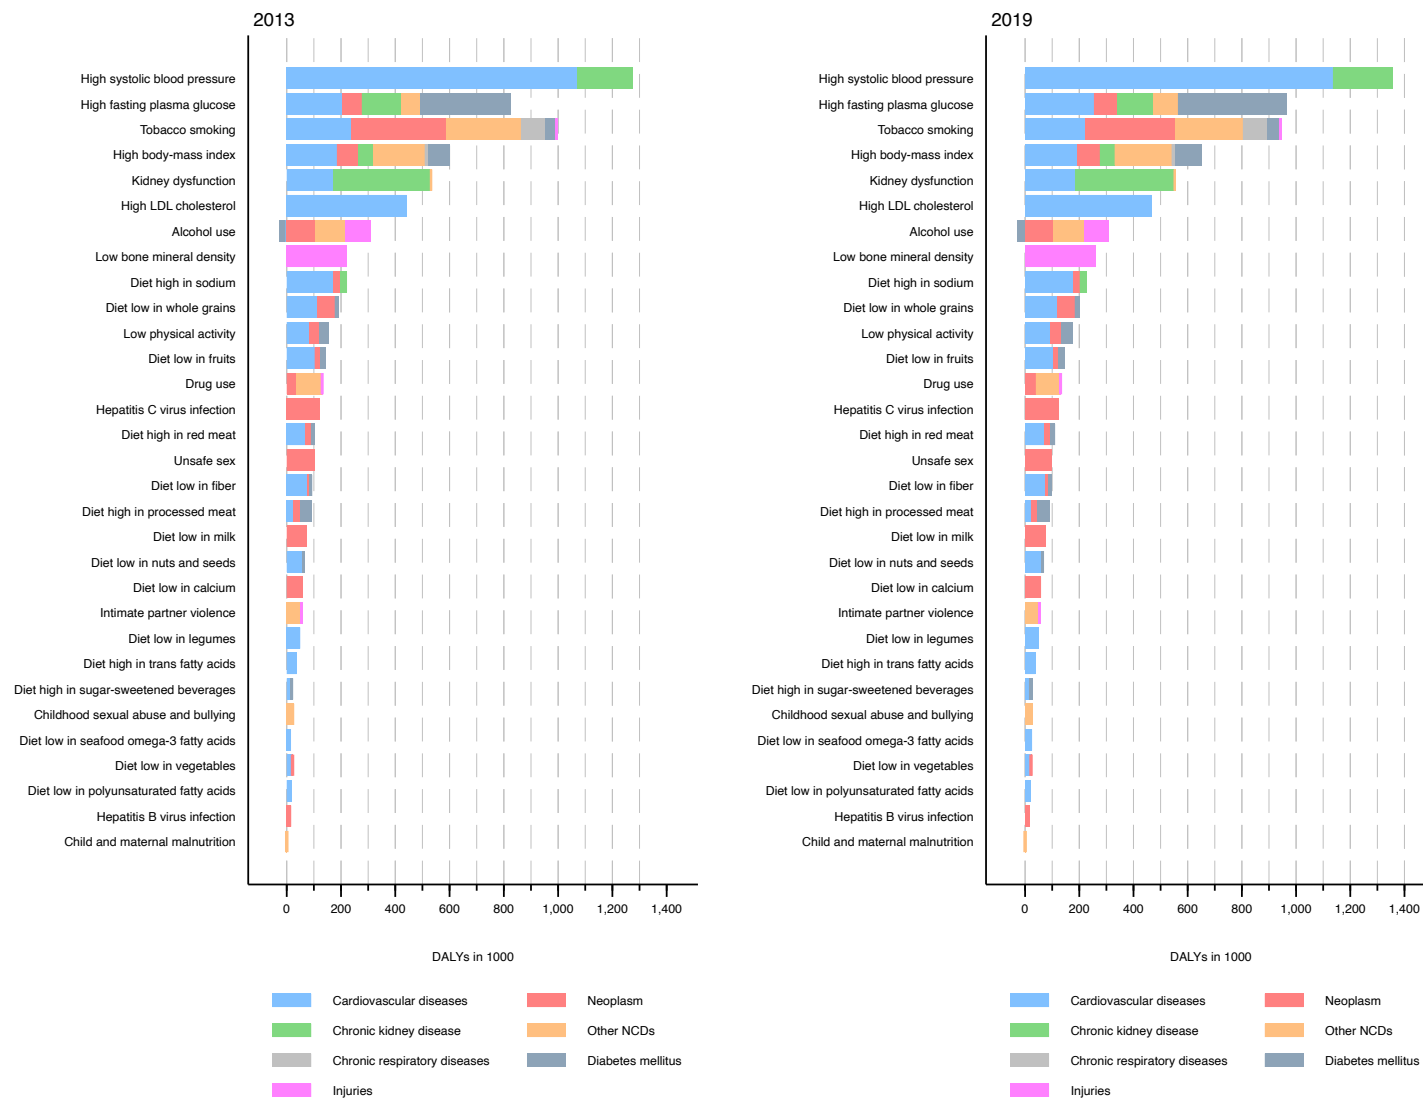 2013
High systolic blood pressure
High fasting plasma glucose
Tobacco smoking
High body-mass index
Kidney dysfunction
High LDL cholesterol
Alcohol use
Low bone mineral density
Diet high in sodium
Diet low in whole grains
Low physical activity
Diet low in fruits
Drug use
Hepatitis C virus infection
Diet high in red meat
Unsafe sex
Diet low in fiber
Diet high in processed meat
Diet low in milk
Diet low in nuts and seeds
Diet low in calcium
Intimate partner violence
Diet low in legumes
Diet high in trans fatty acids
Diet high in sugar-sweetened beverages
Childhood sexual abuse and bullying
Diet low in seafood omega-3 fatty acids
Diet low in vegetables
Diet low in polyunsaturated fatty acids
Hepatitis B virus infection
Child and maternal malnutrition
0 200 400 600 800 1,000 1,200 1,400
DALYs in 1000
Cardiovascular diseases
Neoplasm
Chronic kidney disease
Other NCDs
Chronic respiratory diseases
Diabetes mellitus
Injuries
2019
High systolic blood pressure
High fasting plasma glucose
Tobacco smoking
High body-mass index
Kidney dysfunction
High LDL cholesterol
Alcohol use
Low bone mineral density
Diet high in sodium
Diet low in whole grains
Low physical activity
Diet low in fruits
Drug use
Hepatitis C virus infection
Diet high in red meat
Unsafe sex
Diet low in fiber
Diet high in processed meat
Diet low in milk
Diet low in nuts and seeds
Diet low in calcium
Intimate partner violence
Diet low in legumes
Diet high in trans fatty acids
Diet high in sugar-sweetened beverages
Childhood sexual abuse and bullying
Diet low in seafood omega-3 fatty acids
Diet low in vegetables
Diet low in polyunsaturated fatty acids
Hepatitis B virus infection
Child and maternal malnutrition
0 200 400 600 800 1,000 1,200 1,400
DALYs in 1000
Cardiovascular diseases
Neoplasm
Chronic kidney disease
Other NCDs
Chronic respiratory diseases
Diabetes mellitus
Injuries